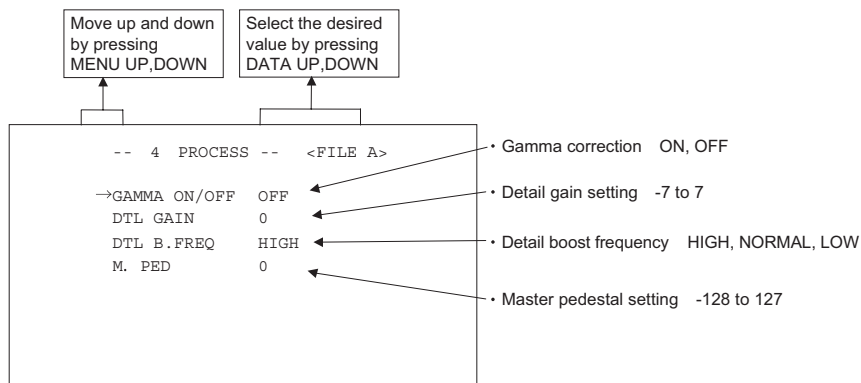 Move up and down
by pressing
MENU UP,DOWN
Select the desired
value by pressing
DATA UP,DOWN
-- 4 PROCESS -- <FILE A>
→GAMMA ON/OFF OFF
DTL GAIN 0
DTL B.FREQ HIGH
M. PED 0
• Gamma correction ON, OFF
• Detail gain setting -7 to 7
• Detail boost frequency HIGH, NORMAL, LOW
• Master pedestal setting -128 to 127